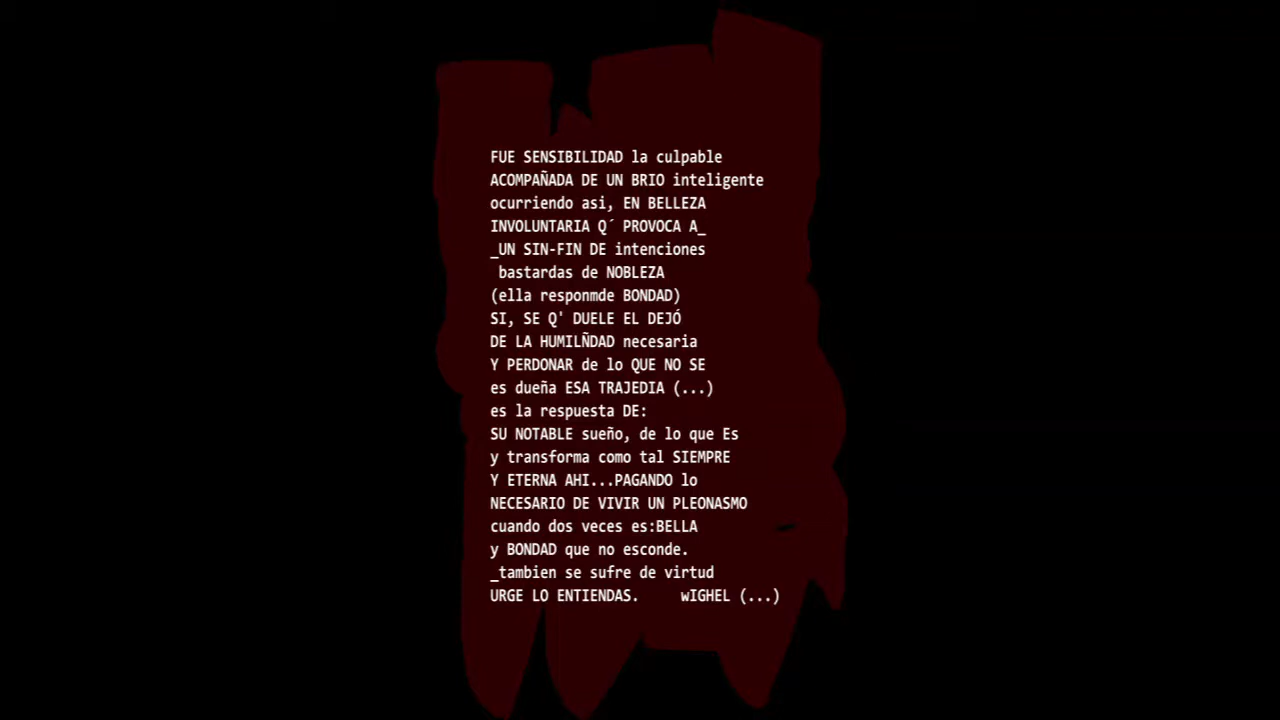 FUE SENSIBILIDAD la culpable
ACOMPAÑADA DE UN BRIO inteligente
ocurriendo asi, EN BELLEZA
INVOLUNTARIA Q´ PROVOCA A_
_UN SIN-FIN DE intenciones
bastardas de NOBLEZA
(ella responmde BONDAD)
SI, SE Q' DUELE EL DEJÓ
DE LA HUMILÑDAD necesaria
Y PERDONAR de lo QUE NO SE
es dueña ESA TRAJEDIA (...)
es la respuesta DE:
SU NOTABLE sueño, de lo que Es
y transforma como tal SIEMPRE
Y ETERNA AHI...PAGANDO lo
NECESARIO DE VIVIR UN PLEONASMO
cuando dos veces es:BELLA
y BONDAD que no esconde.
_tambien se sufre de virtud
URGE LO ENTIENDAS. wIGHEL (...)